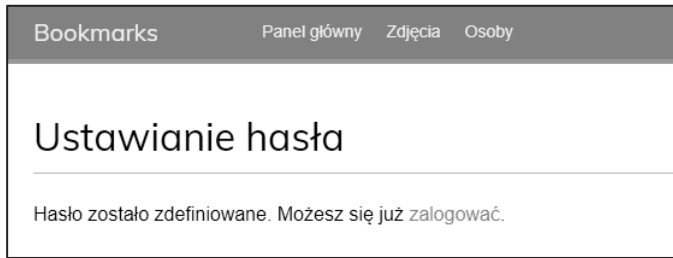 Bookmarks Panel główny Zdjęcia Osoby
Ustawianie hasła
Hasło zostało zdefiniowane. Możesz się już zalogować.